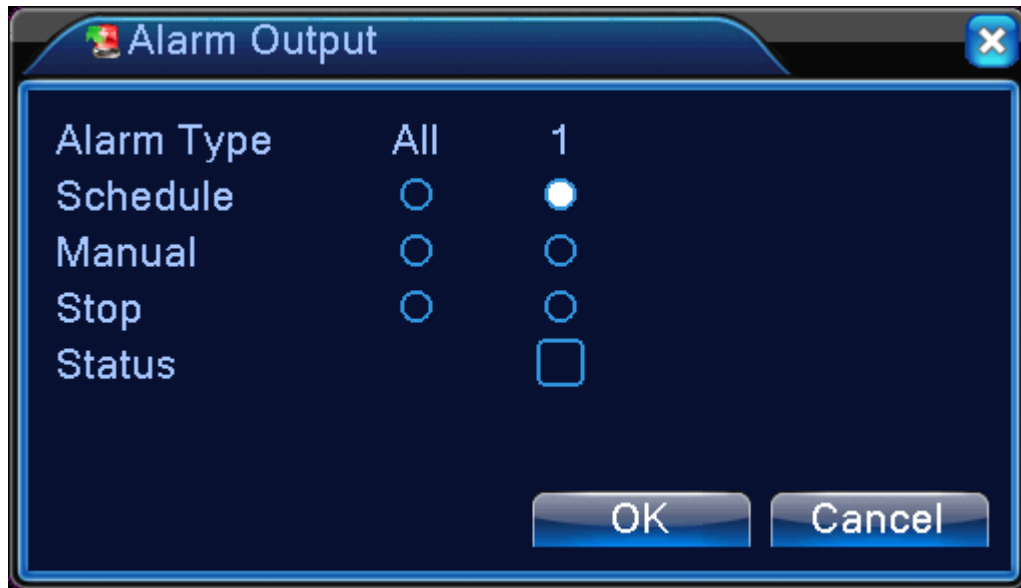 Alarm Output
Alarm Type All 1
Schedule
Manual
Stop
Status
OK Cancel